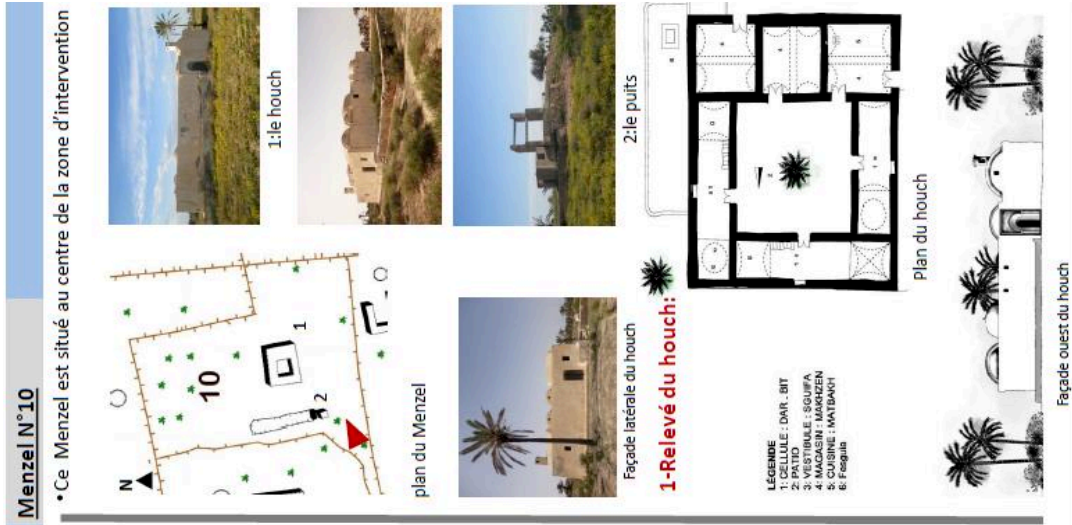 Menzel N°10
•Ce Menzel est situé au centre de la zone d'intervention
N
10
1
2
plan du Menzel
1:le houch
2:le puits
Façade latérale du houch
1-Relevé du houch:
LÉGENDE
1: CELLULE : DAR . BIT
2: PATIO
3: VESTIBULE : SGUIFA
4: MAGASIN : MAKHZEN
5: CUISINE : MATBAKH
6: Fesguia
2
Plan du houch
Façade ouest du houch